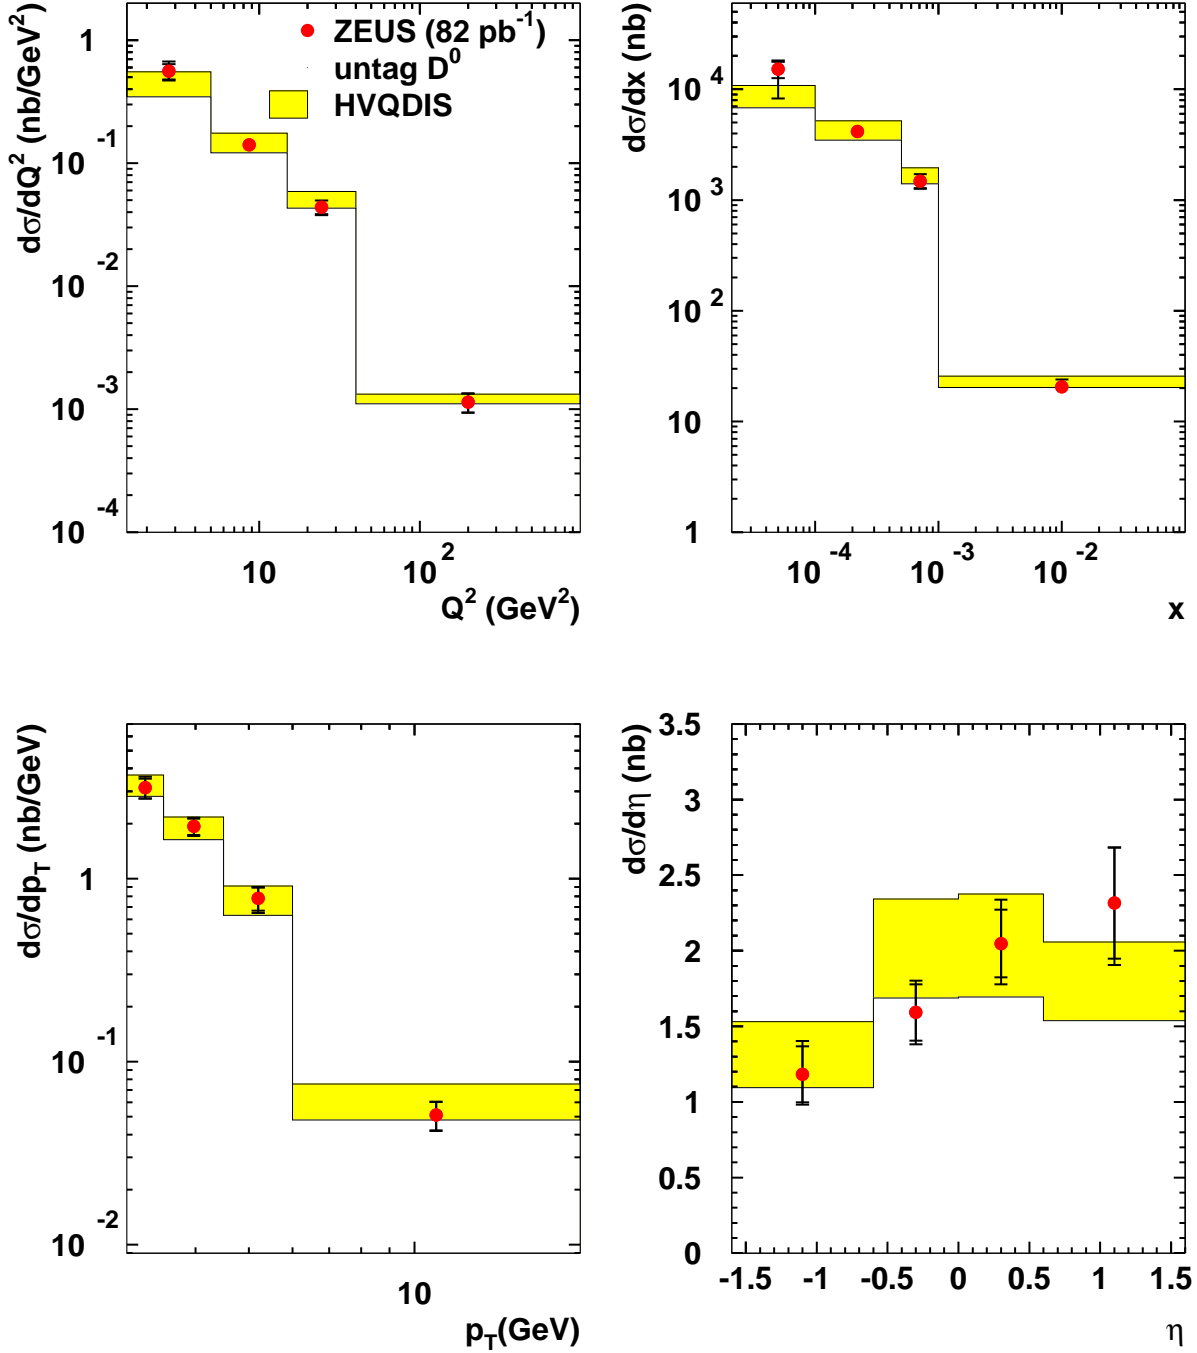 dσ/dQ² (nb/GeV²)
1
10⁻¹
10⁻²
10⁻³
10⁻⁴
ZEUS (82 pb⁻¹)
untag D⁰
HVQDIS
10
10²
Q² (GeV²)
dσ/dx (nb)
10⁴
10³
10²
10
1
10⁻⁴
10⁻³
10⁻²
x
dσ/dp_T (nb/GeV)
1
10⁻¹
10⁻²
10
p_T(GeV)
dσ/dη (nb)
3.5
3
2.5
2
1.5
1
0.5
0
-1.5 -1 -0.5 0 0.5 1 1.5
η